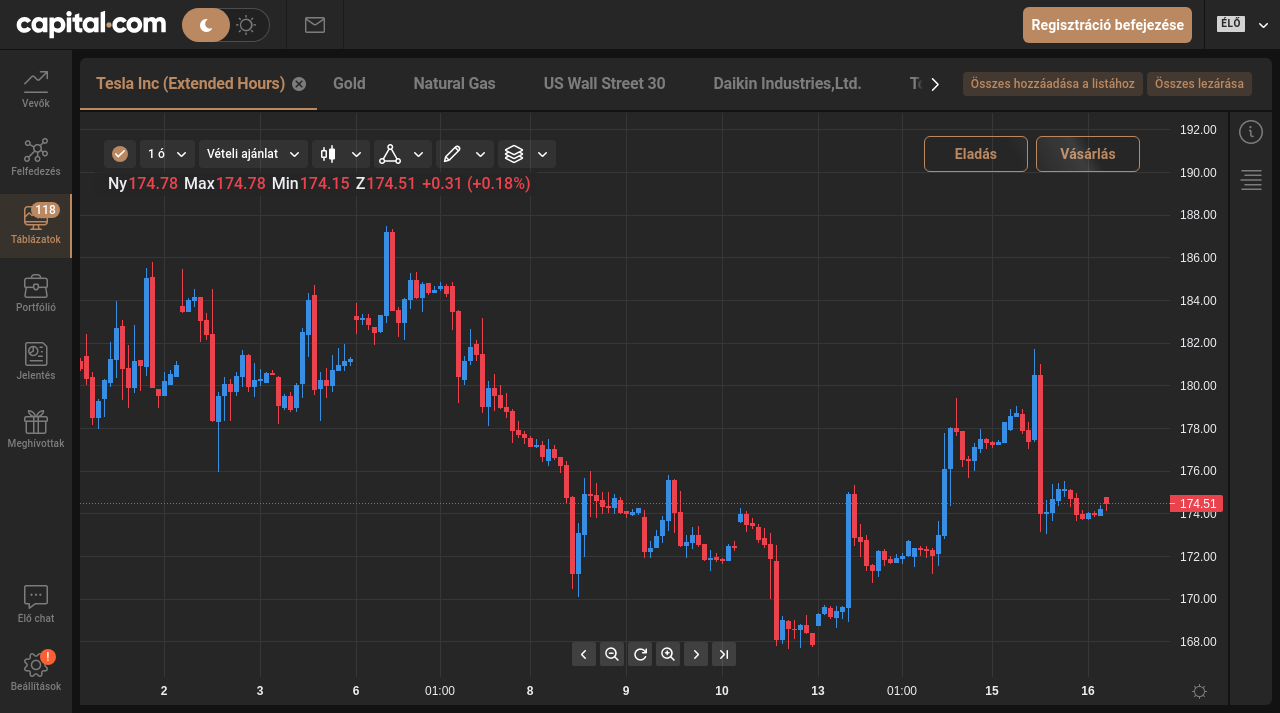 capital.com
Regisztráció befejezése
ÉLŐ
Vevők
Felfedezés
118
Táblázatok
Portfólió
Jelentés
Meghívottak
Élő chat
!
Beállítások
Tesla Inc (Extended Hours) Gold Natural Gas US Wall Street 30 Daikin Industries,Ltd.
Összes hozzáadása a listához Összes lezárása
1 ó Vételi ajánlat
Eladás Vásárlás
Ny174.78 Max174.78 Min174.15 Z174.51 +0.31 (+0.18%)
192.00
190.00
188.00
186.00
184.00
182.00
180.00
178.00
176.00
174.51
174.00
172.00
170.00
168.00
2 3 6 01:00 8 9 10 13 01:00 15 16